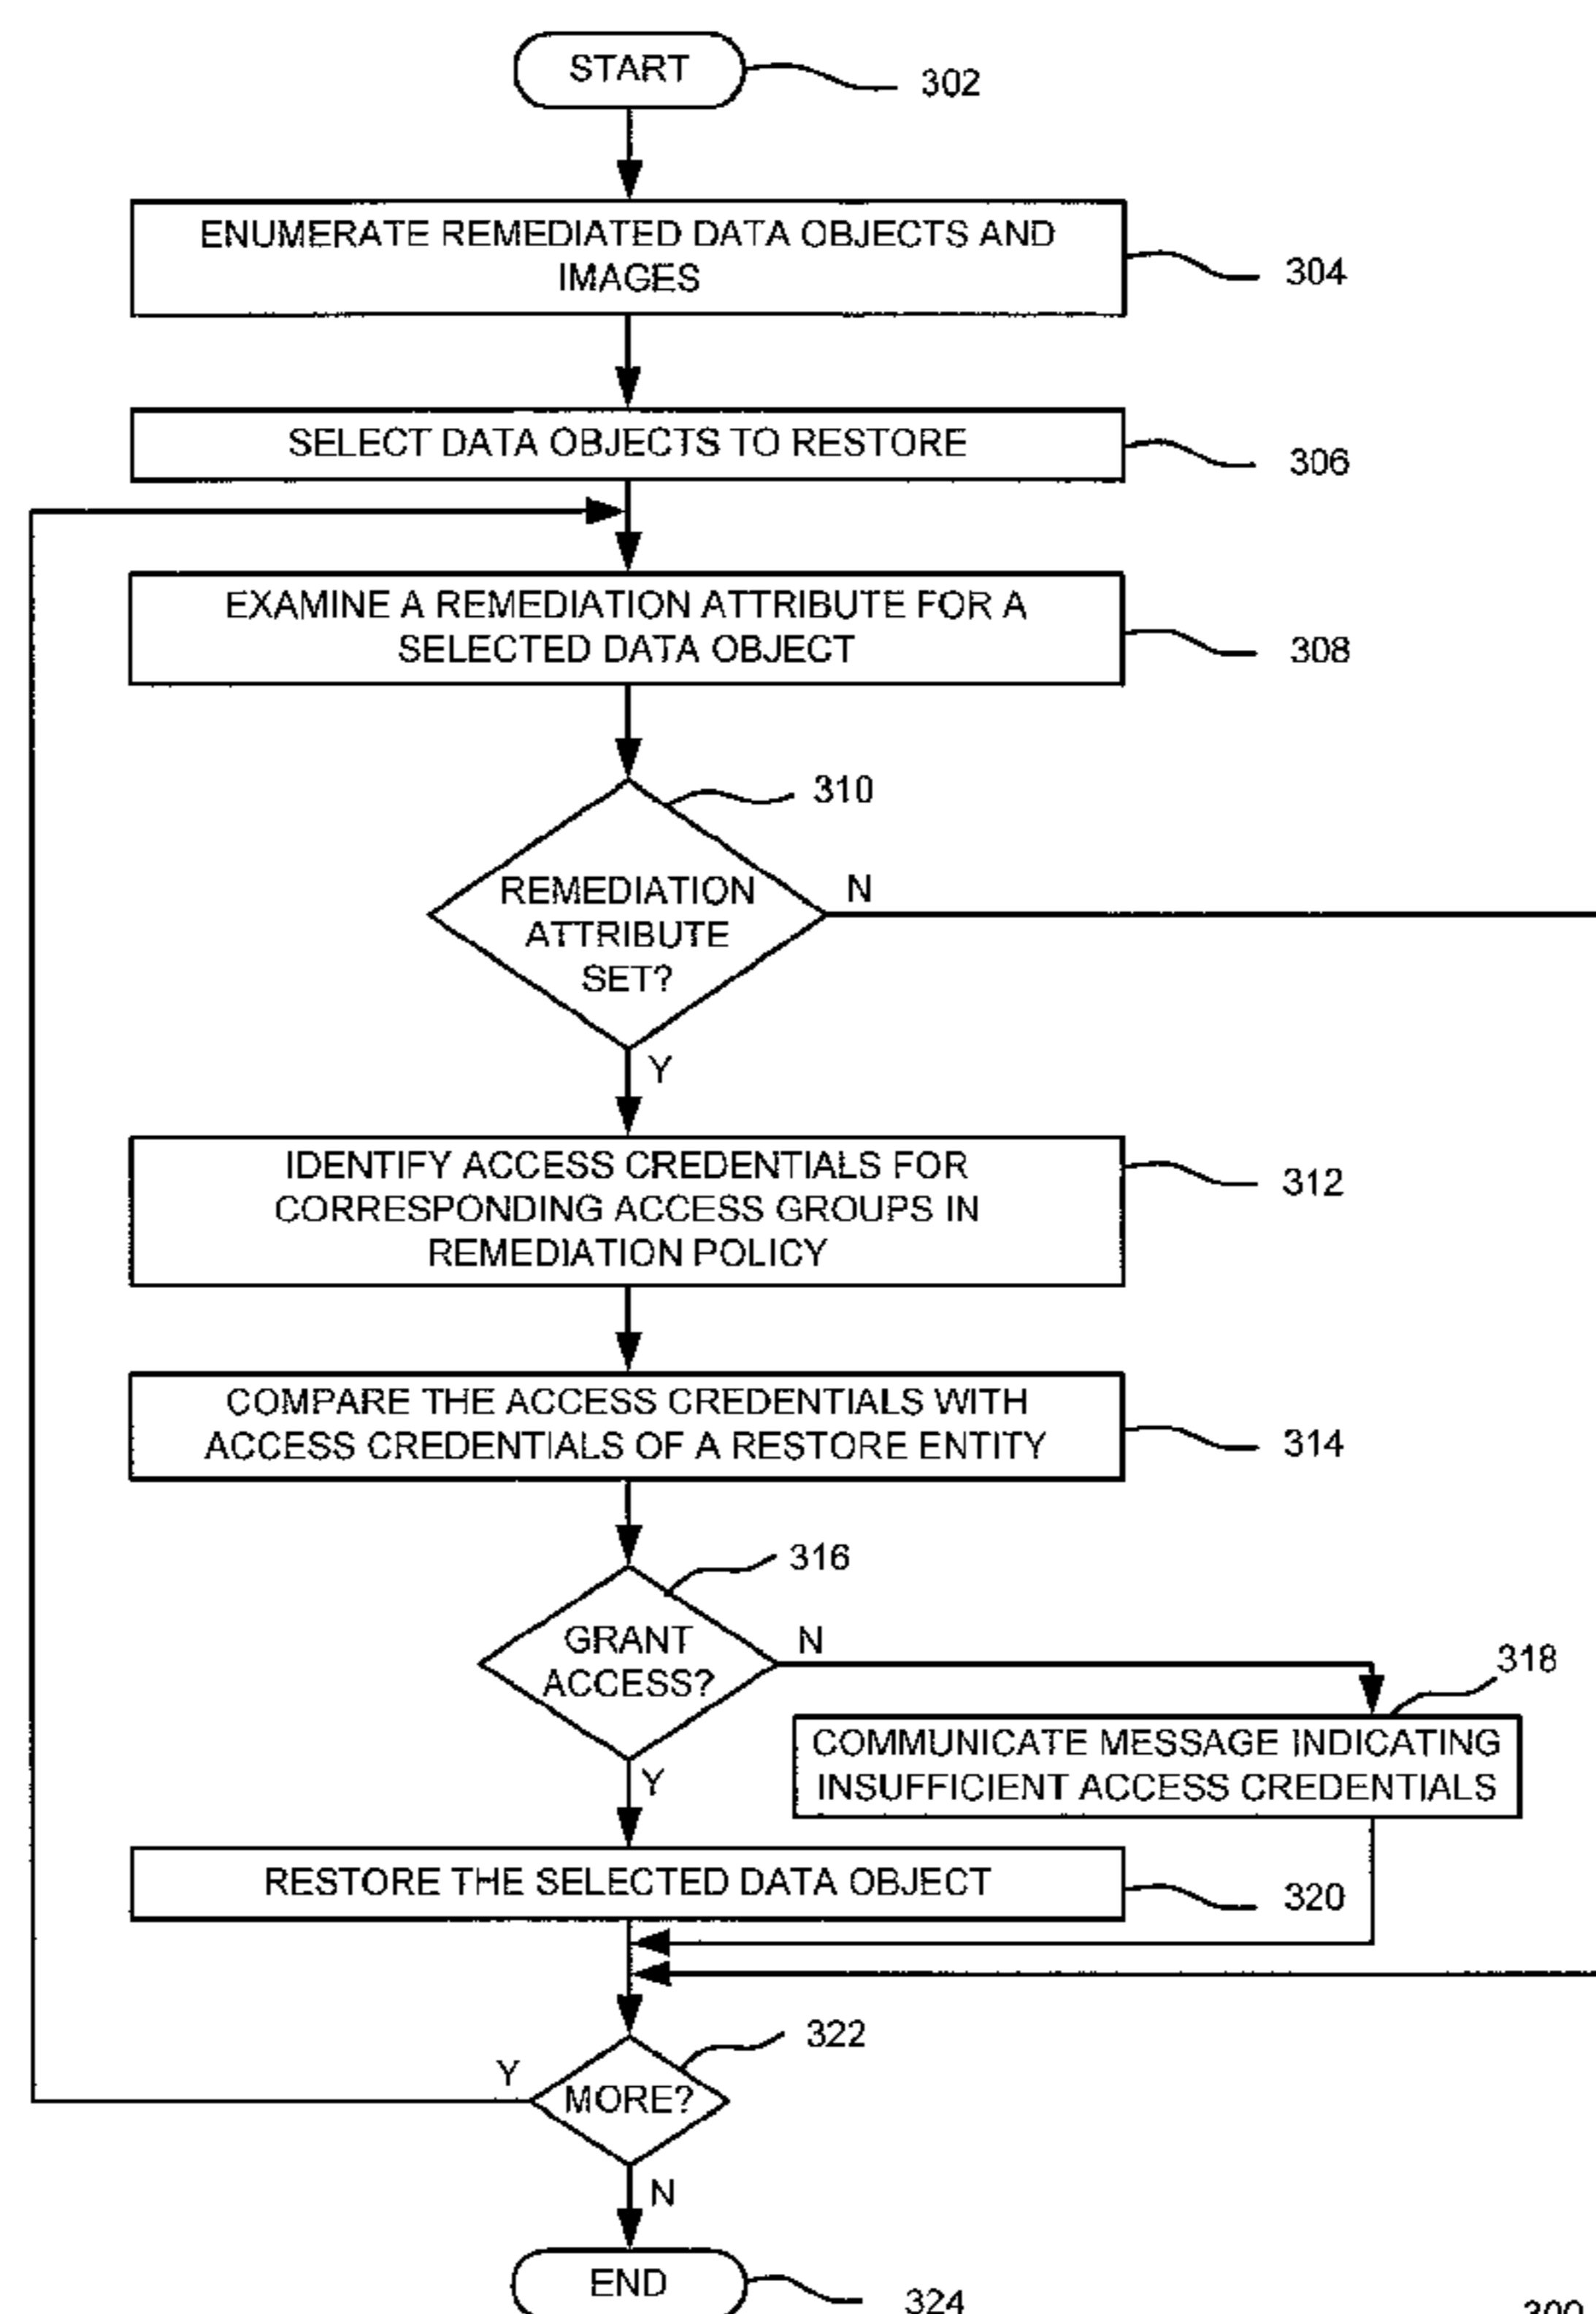 START
302
ENUMERATE REMEDIATED DATA OBJECTS AND
IMAGES
304
SELECT DATA OBJECTS TO RESTORE
306
EXAMINE A REMEDIATION ATTRIBUTE FOR A
SELECTED DATA OBJECT
308
310
REMEDIATION
ATTRIBUTE
SET?
N
Y
IDENTIFY ACCESS CREDENTIALS FOR
CORRESPONDING ACCESS GROUPS IN
REMEDIATION POLICY
312
COMPARE THE ACCESS CREDENTIALS WITH
ACCESS CREDENTIALS OF A RESTORE ENTITY
314
316
GRANT
ACCESS?
N
Y
318
COMMUNICATE MESSAGE INDICATING
INSUFFICIENT ACCESS CREDENTIALS
RESTORE THE SELECTED DATA OBJECT
320
322
MORE?
Y
N
END
324